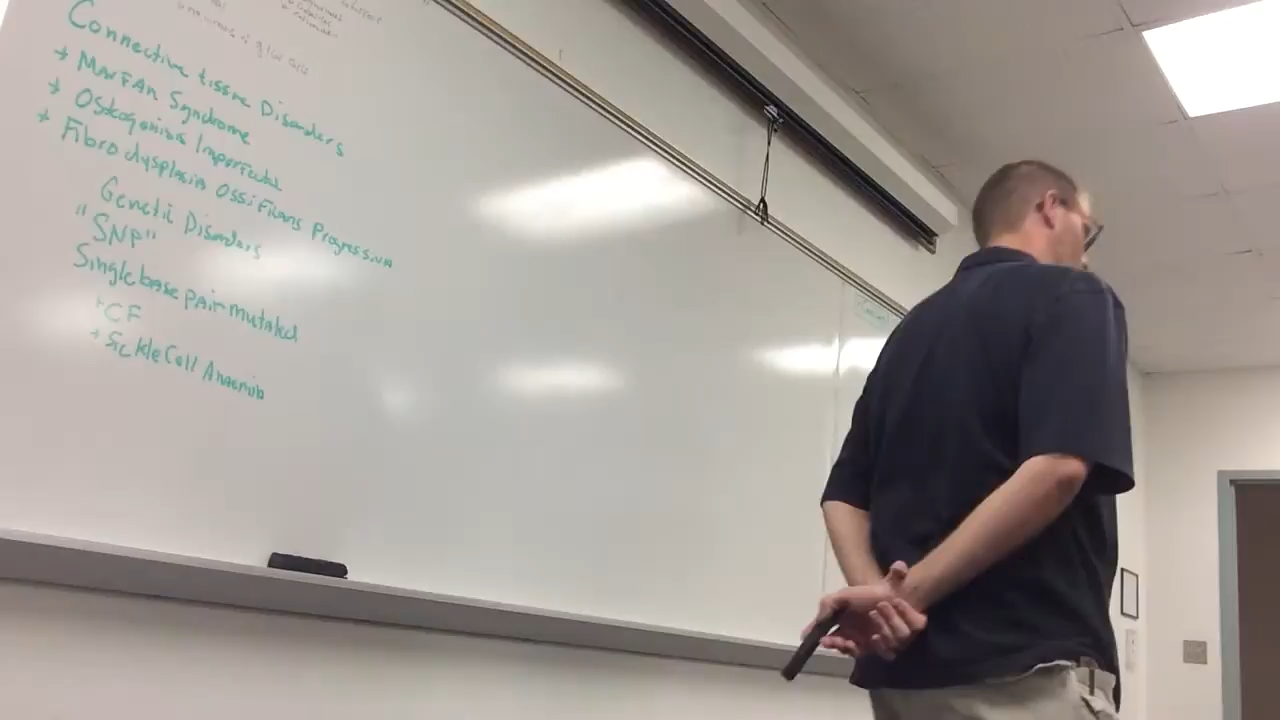 Connective tissue Disorders
* Marfan Syndrome
* Osteogenisis Imperfecta
* Fibrodysplasia Ossificans Progressiva
Genetic Disorders
"SNP"
Single base pair mutated
* CF
* Sickle Cell Anaemia